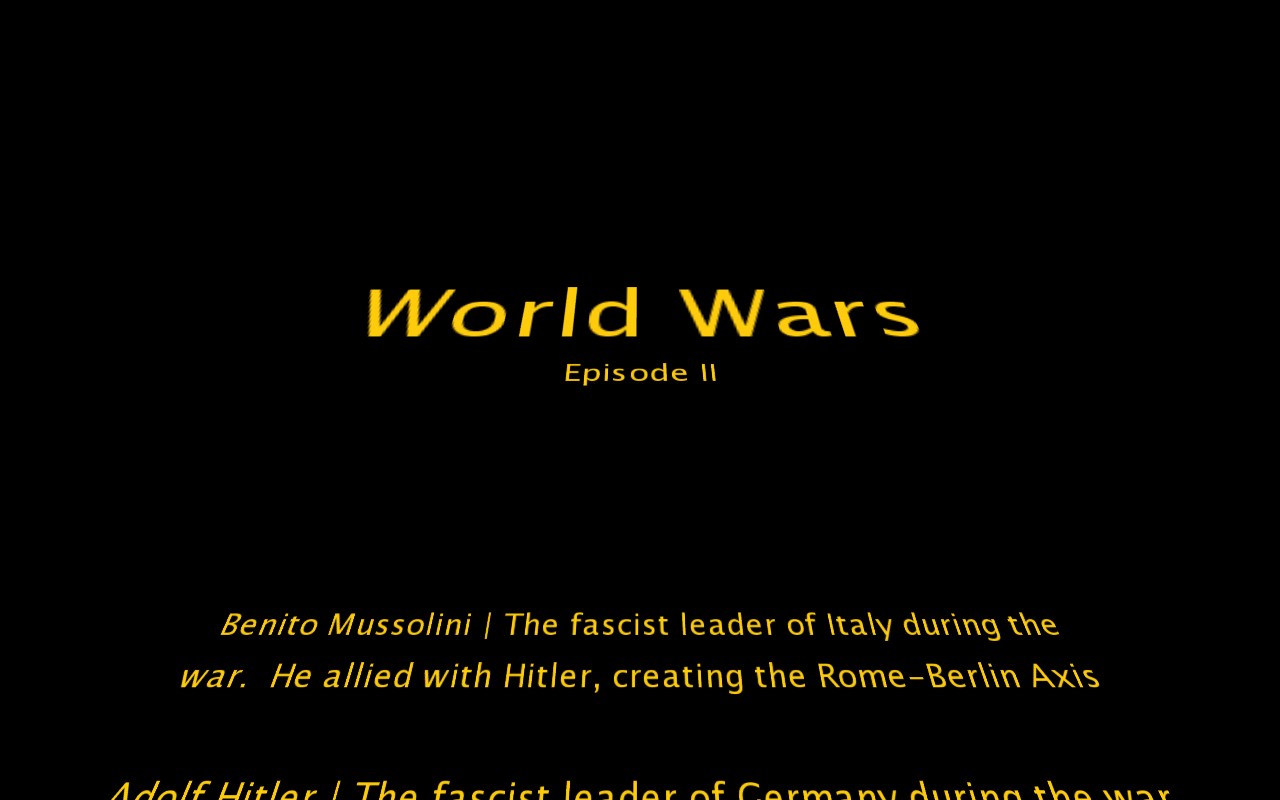 World Wars
Episode II
Benito Mussolini | The fascist leader of Italy during the
war.  He allied with Hitler, creating the Rome-Berlin Axis
Adolf Hitler | The fascist leader of Germany during the war